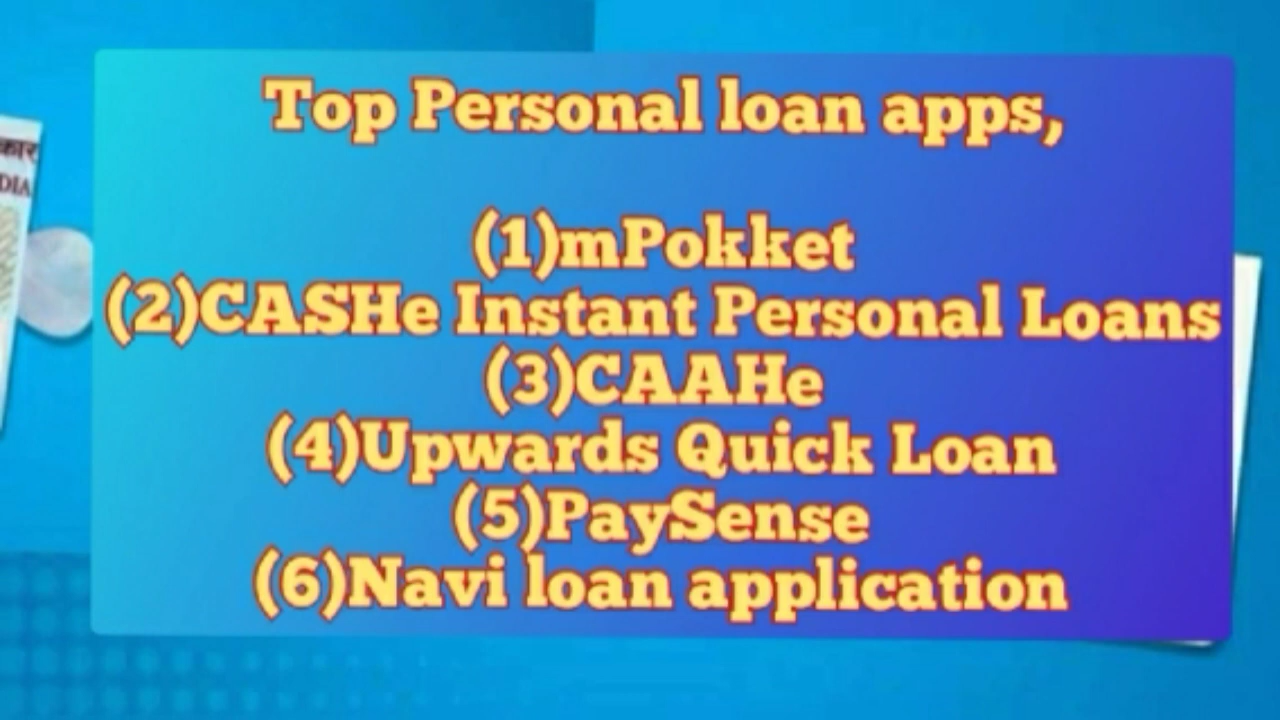 Top Personal loan apps,
(1)mPokket
(2)CASHe Instant Personal Loans
(3)CAAHe
(4)Upwards Quick Loan
(5)PaySense
(6)Navi loan application
कार
DIA